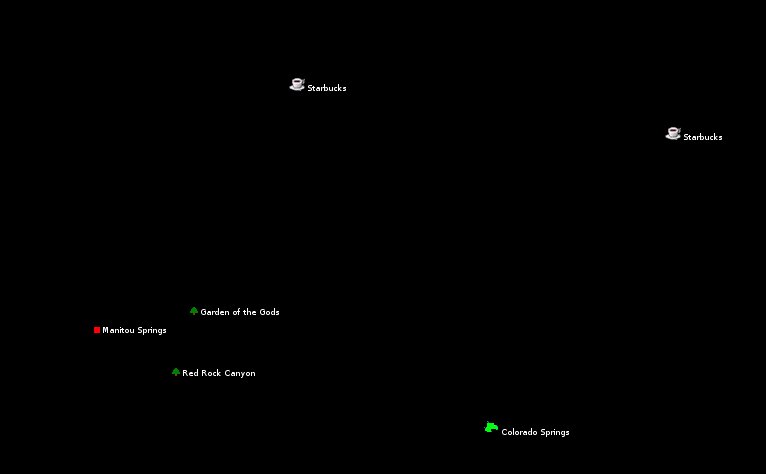 Starbucks
Starbucks
Garden of the Gods
Manitou Springs
Red Rock Canyon
Colorado Springs